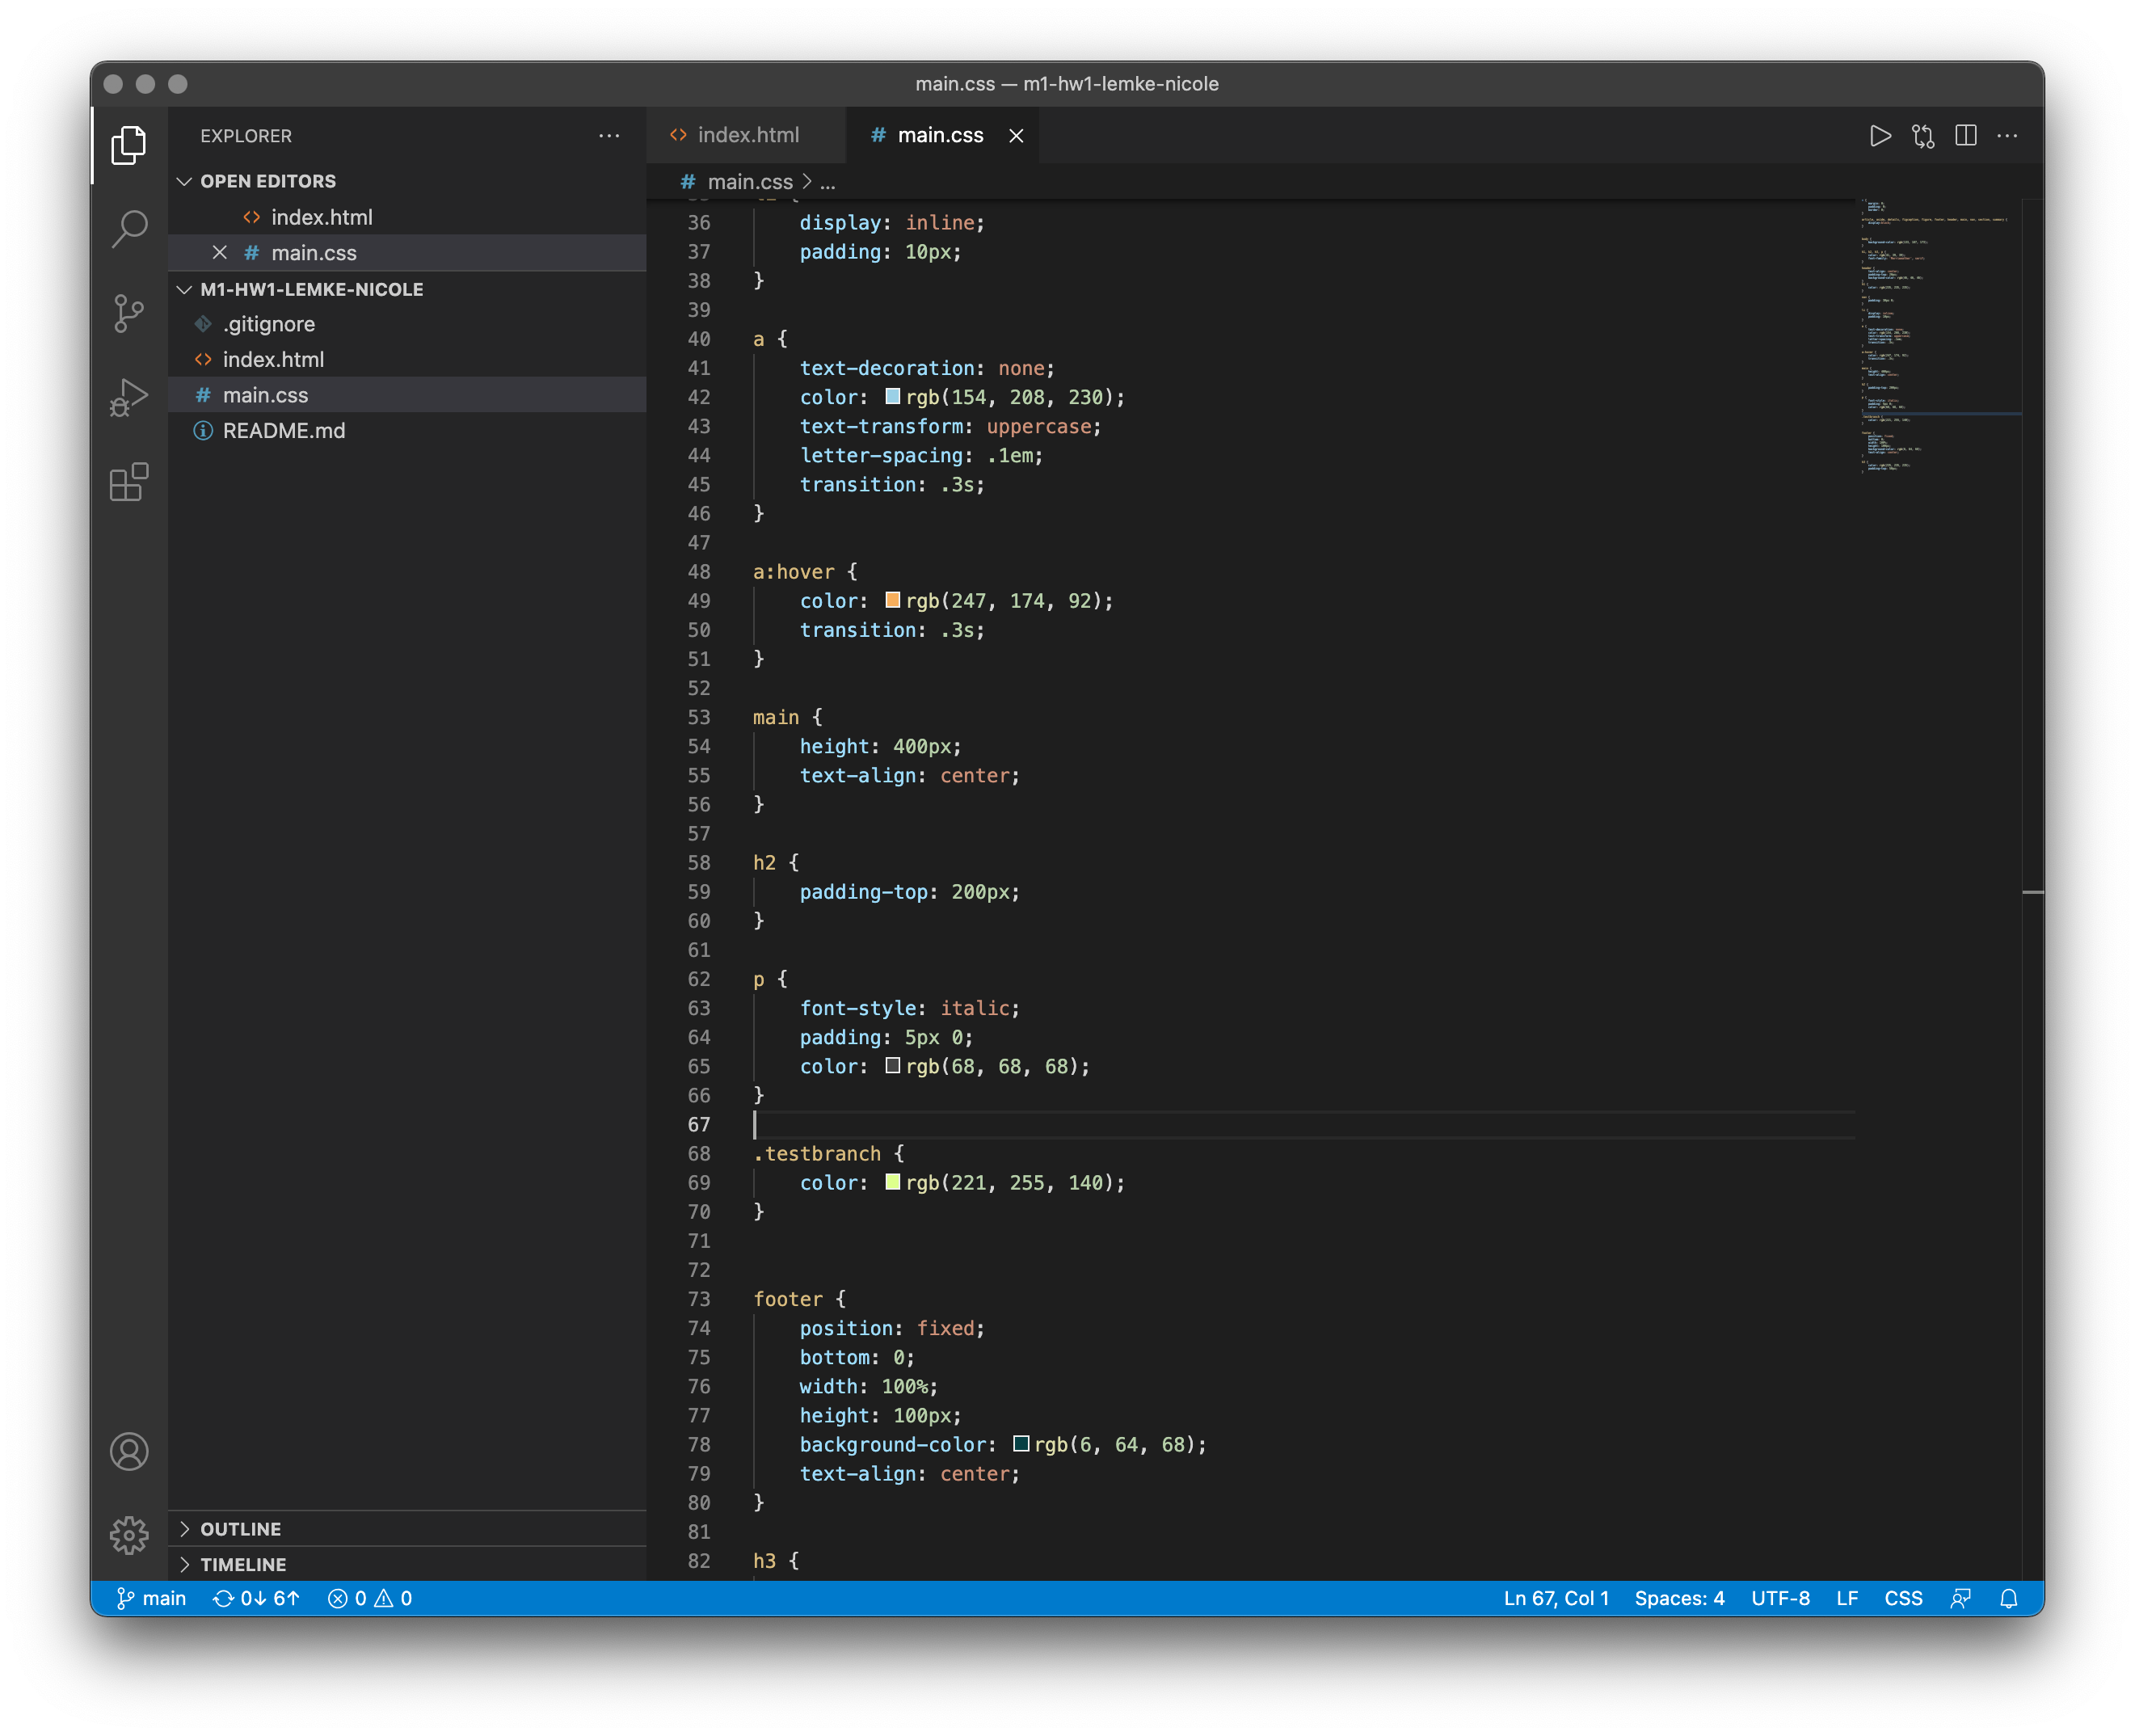 main.css — m1-hw1-lemke-nicole
EXPLORER
OPEN EDITORS
index.html
main.css
M1-HW1-LEMKE-NICOLE
.gitignore
index.html
main.css
README.md
OUTLINE
TIMELINE
index.html
# main.css
# main.css > ...
36 display: inline;
37 padding: 10px;
38 }
39
40 a {
41 text-decoration: none;
42 color: rgb(154, 208, 230);
43 text-transform: uppercase;
44 letter-spacing: .1em;
45 transition: .3s;
46 }
47
48 a:hover {
49 color: rgb(247, 174, 92);
50 transition: .3s;
51 }
52
53 main {
54 height: 400px;
55 text-align: center;
56 }
57
58 h2 {
59 padding-top: 200px;
60 }
61
62 p {
63 font-style: italic;
64 padding: 5px 0;
65 color: rgb(68, 68, 68);
66 }
67
68 .testbranch {
69 color: rgb(221, 255, 140);
70 }
71
72
73 footer {
74 position: fixed;
75 bottom: 0;
76 width: 100%;
77 height: 100px;
78 background-color: rgb(6, 64, 68);
79 text-align: center;
80 }
81
82 h3 {
main 0↓ 6↑ 0 0 Ln 67, Col 1 Spaces: 4 UTF-8 LF CSS